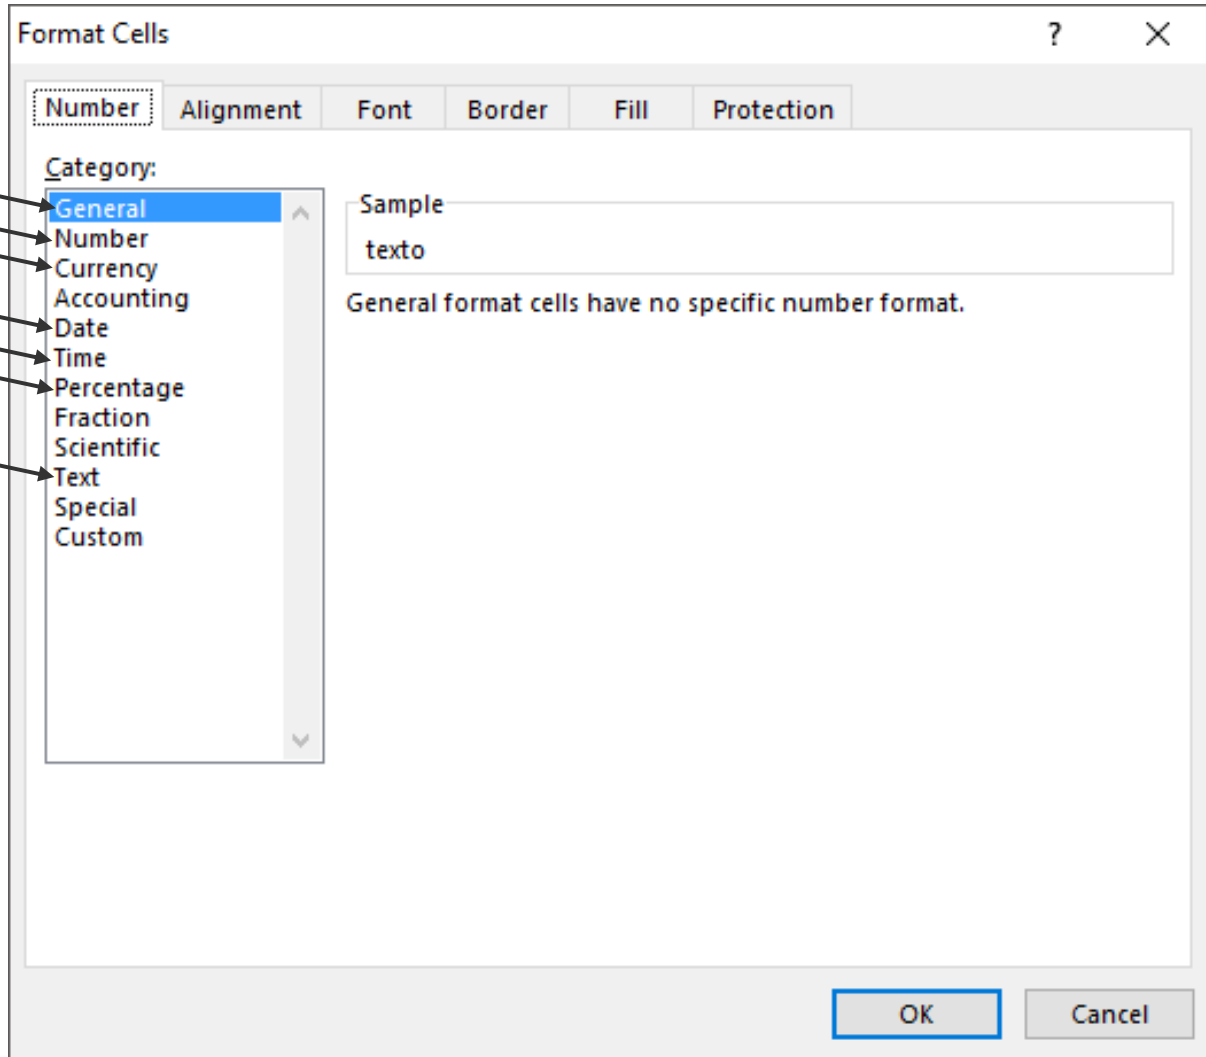 Format Cells ?
Number Alignment Font Border Fill Protection
Category:
General
Number
Currency
Accounting
Date
Time
Percentage
Fraction
Scientific
Text
Special
Custom
Sample
texto
General format cells have no specific number format.
OK Cancel